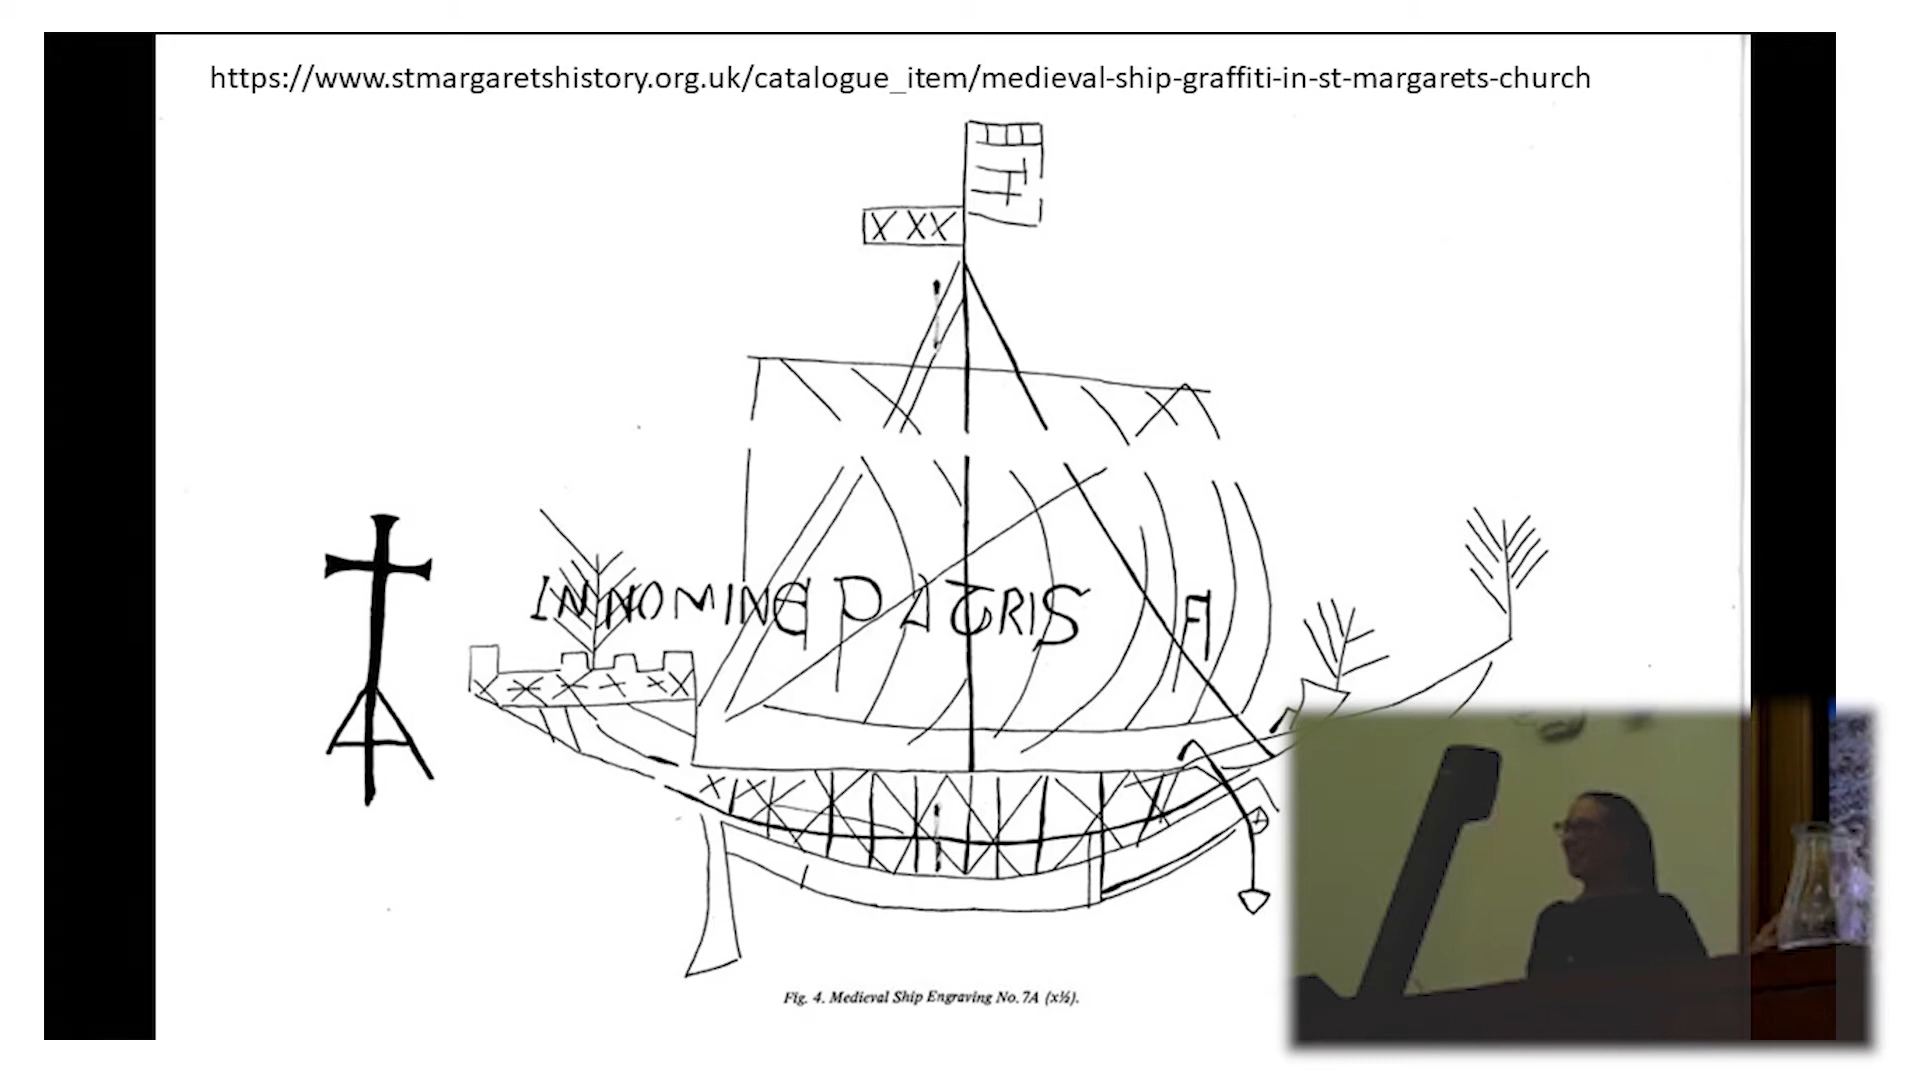 https://www.stmargaretshistory.org.uk/catalogue_item/medieval-ship-graffiti-in-st-margarets-church
X XX
IN NOMINE PATRIS A
Fig. 4. Medieval Ship Engraving No. 7A (x½).